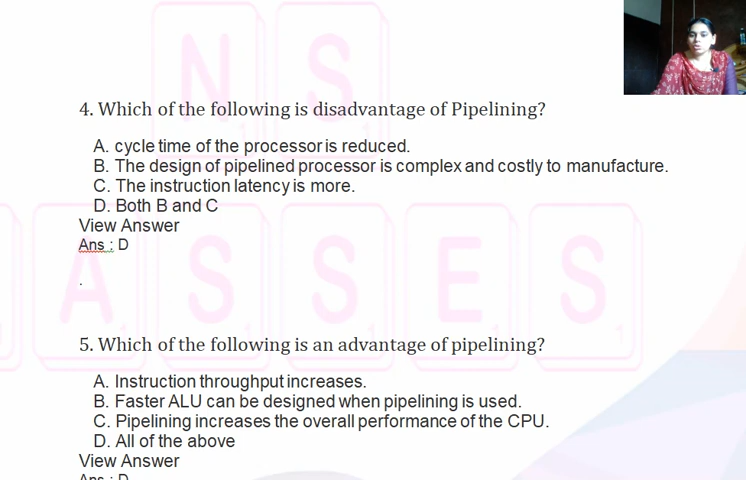 NS
4. Which of the following is disadvantage of Pipelining?
A. cycle time of the processor is reduced.
B. The design of pipelined processor is complex and costly to manufacture.
C. The instruction latency is more.
D. Both B and C
View Answer
Ans : D
.
ASSES
5. Which of the following is an advantage of pipelining?
A. Instruction throughput increases.
B. Faster ALU can be designed when pipelining is used.
C. Pipelining increases the overall performance of the CPU.
D. All of the above
View Answer
Ans : D